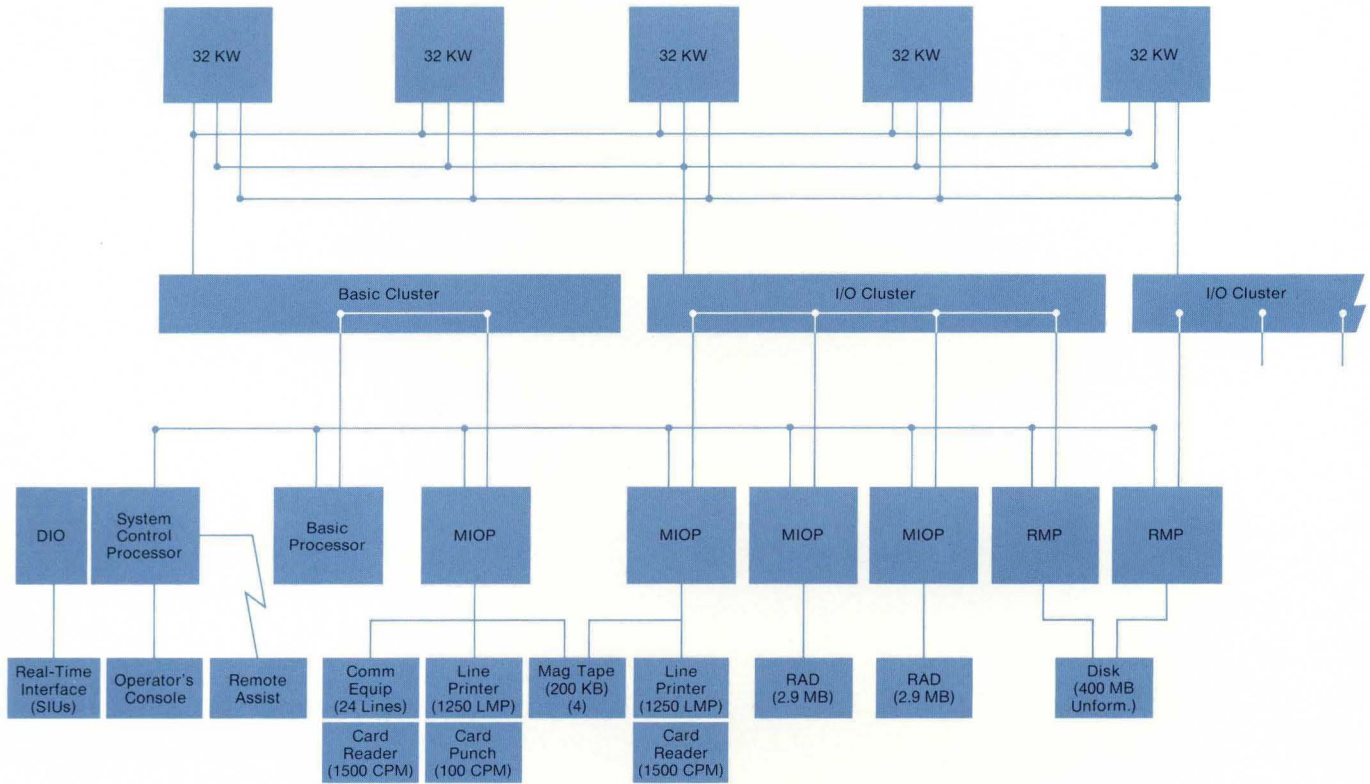 32 KW
32 KW
32 KW
32 KW
32 KW
Basic Cluster
I/O Cluster
I/O Cluster
DIO
System
Control
Processor
Basic
Processor
MIOP
MIOP
MIOP
MIOP
RMP
RMP
Real-Time
Interface
(SIUs)
Operator's
Console
Remote
Assist
Comm
Equip
(24 Lines)
Line
Printer
(1250 LMP)
Mag Tape
(200 KB)
(4)
Line
Printer
(1250 LMP)
RAD
(2.9 MB)
RAD
(2.9 MB)
Disk
(400 MB
Unform.)
Card
Reader
(1500 CPM)
Card
Punch
(100 CPM)
Card
Reader
(1500 CPM)